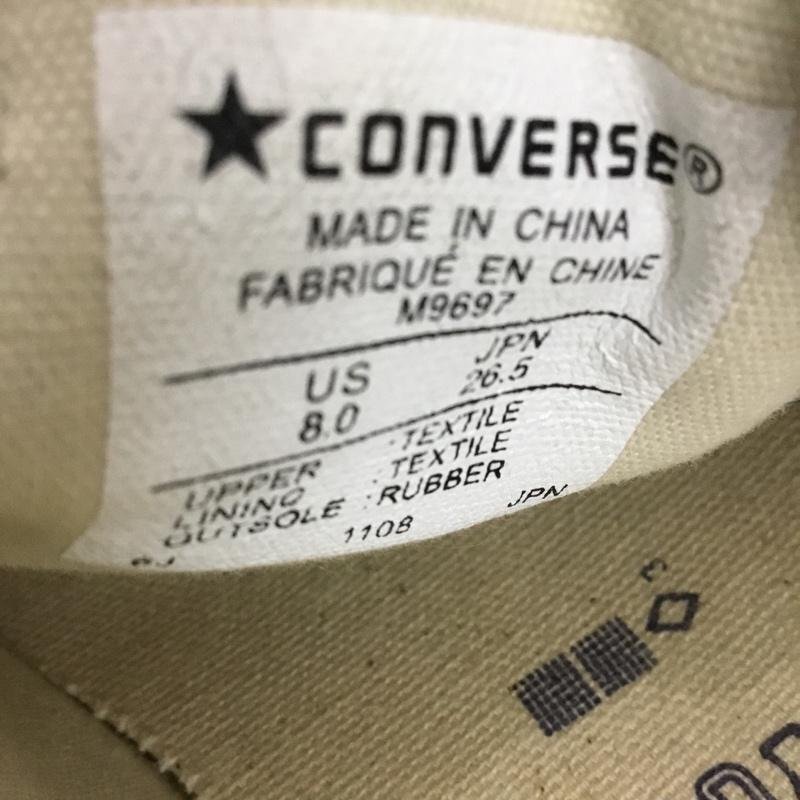 ★CONVERSE®
MADE IN CHINA
FABRIQUÉ EN CHINE
M9697
US JPN
8.0 26.5
UPPER :TEXTILE
LINING :TEXTILE
OUTSOLE :RUBBER
1108 JPN
3